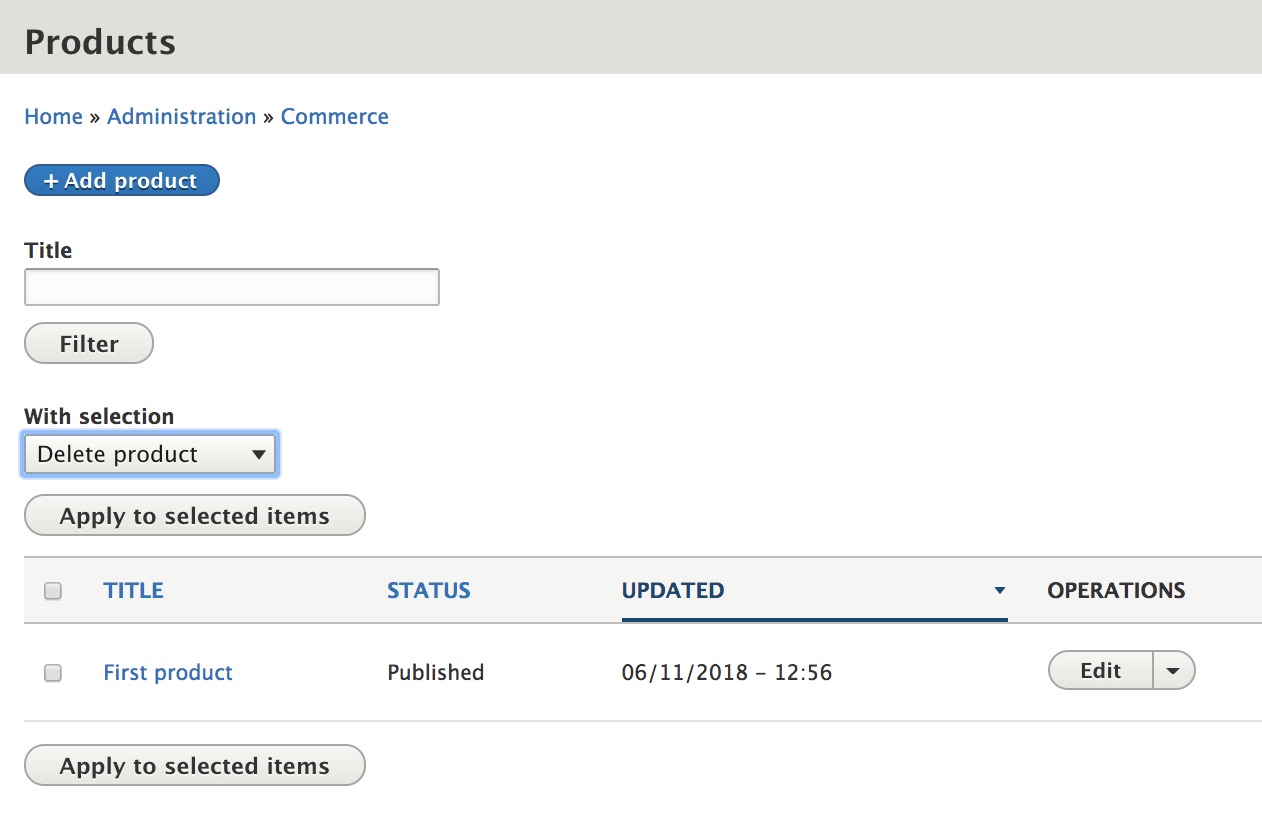 Products
Home » Administration » Commerce
+ Add product
Title
Filter
With selection
Delete product
Apply to selected items
TITLE STATUS UPDATED OPERATIONS
First product Published 06/11/2018 – 12:56 Edit
Apply to selected items